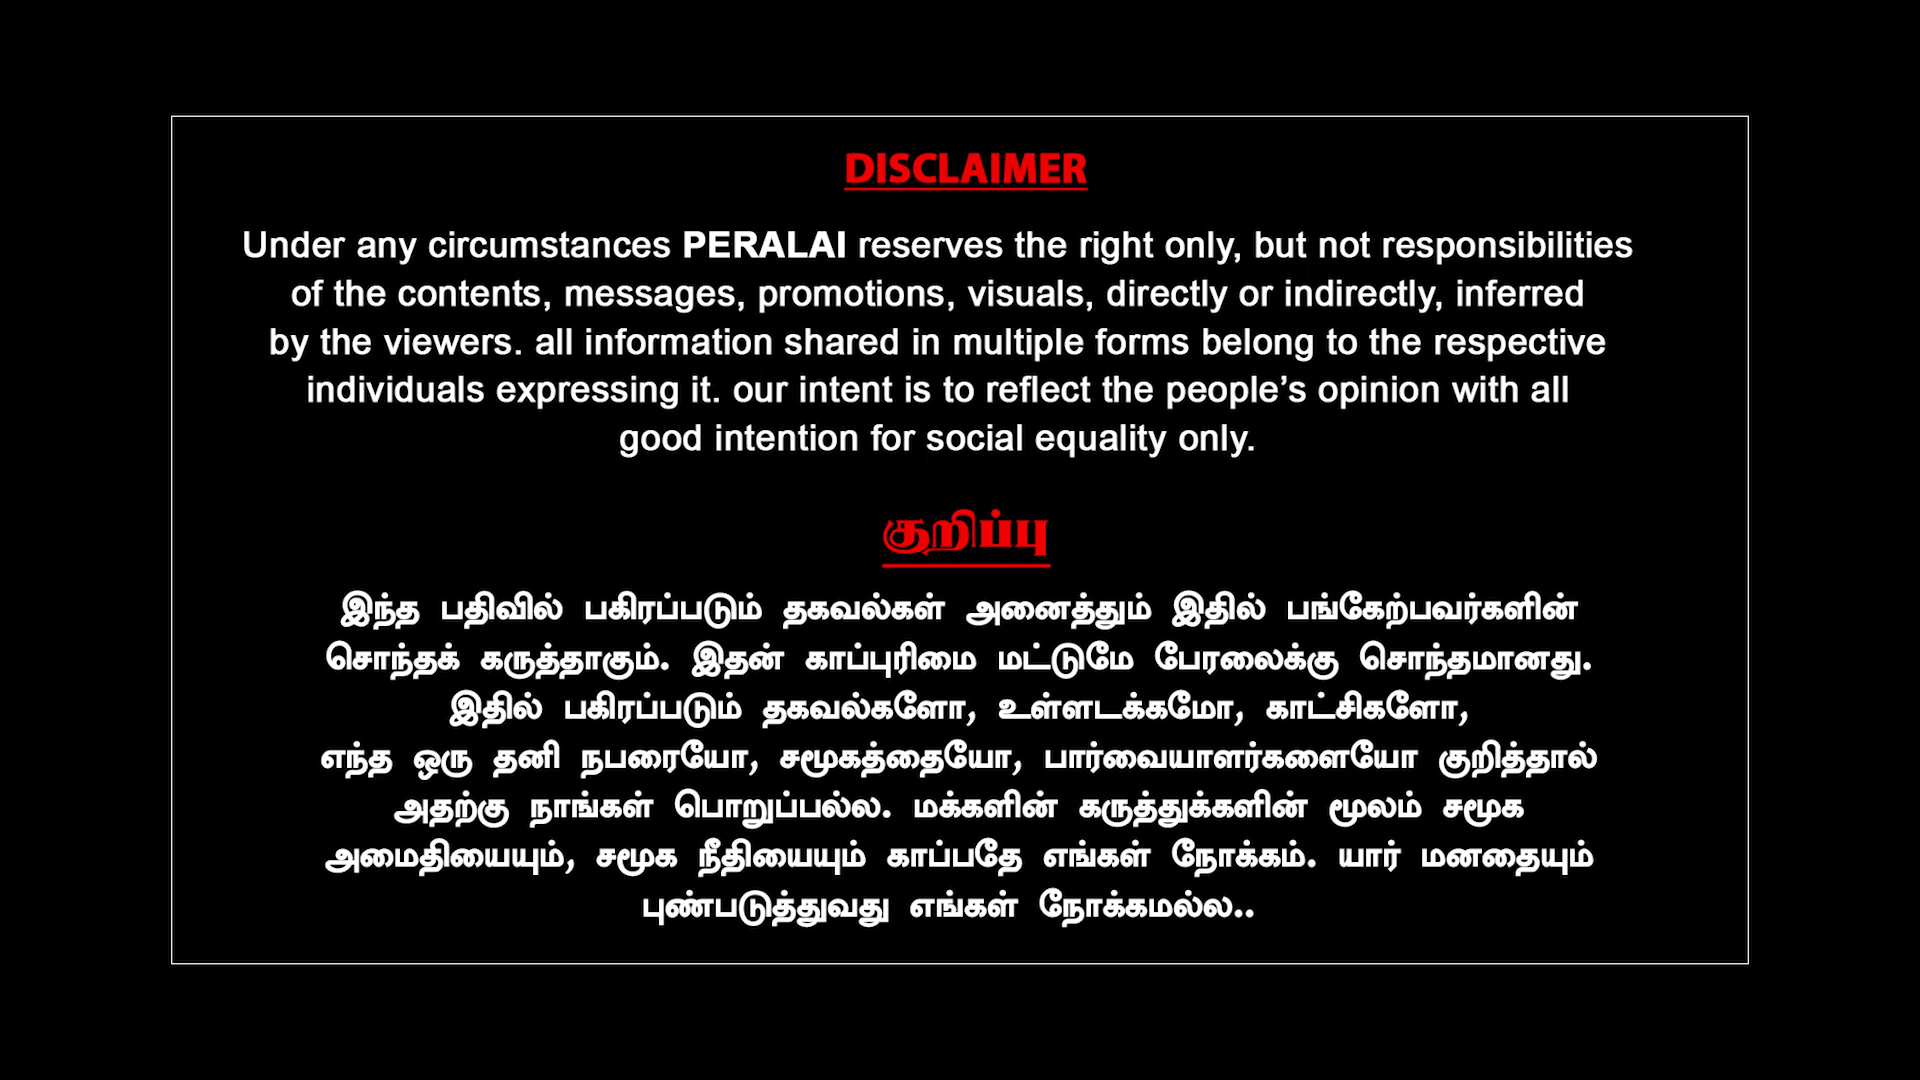 DISCLAIMER
Under any circumstances PERALAI reserves the right only, but not responsibilities
of the contents, messages, promotions, visuals, directly or indirectly, inferred
by the viewers. all information shared in multiple forms belong to the respective
individuals expressing it. our intent is to reflect the people’s opinion with all
good intention for social equality only.
குறிப்பு
இந்த பதிவில் பகிரப்படும் தகவல்கள் அனைத்தும் இதில் பங்கேற்பவர்களின்
சொந்தக் கருத்தாகும். இதன் காப்புரிமை மட்டுமே பேரலைக்கு சொந்தமானது.
இதில் பகிரப்படும் தகவல்களோ, உள்ளடக்கமோ, காட்சிகளோ,
எந்த ஒரு தனி நபரையோ, சமூகத்தையோ, பார்வையாளர்களையோ குறித்தால்
அதற்கு நாங்கள் பொறுப்பல்ல. மக்களின் கருத்துக்களின் மூலம் சமூக
அமைதியையும், சமூக நீதியையும் காப்பதே எங்கள் நோக்கம். யார் மனதையும்
புண்படுத்துவது எங்கள் நோக்கமல்ல..